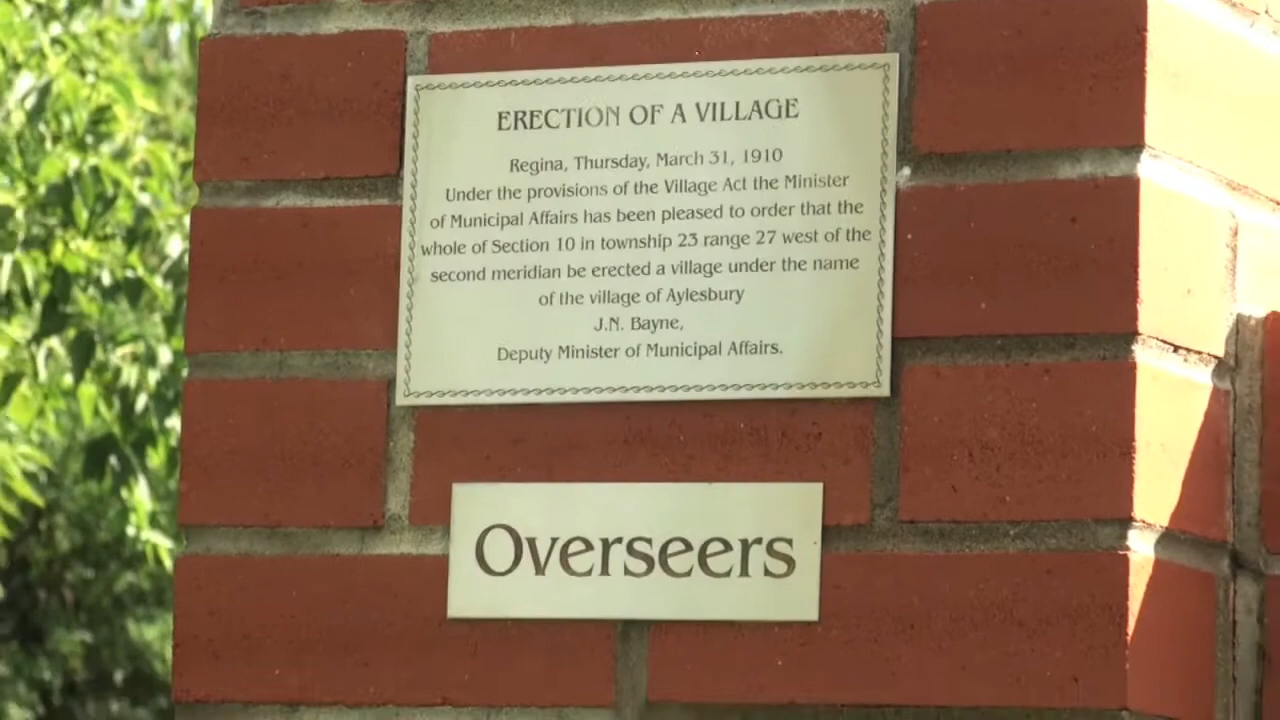 ERECTION OF A VILLAGE
Regina, Thursday, March 31, 1910
Under the provisions of the Village Act the Minister
of Municipal Affairs has been pleased to order that the
whole of Section 10 in township 23 range 27 west of the
second meridian be erected a village under the name
of the village of Aylesbury
J.N. Bayne,
Deputy Minister of Municipal Affairs.
Overseers